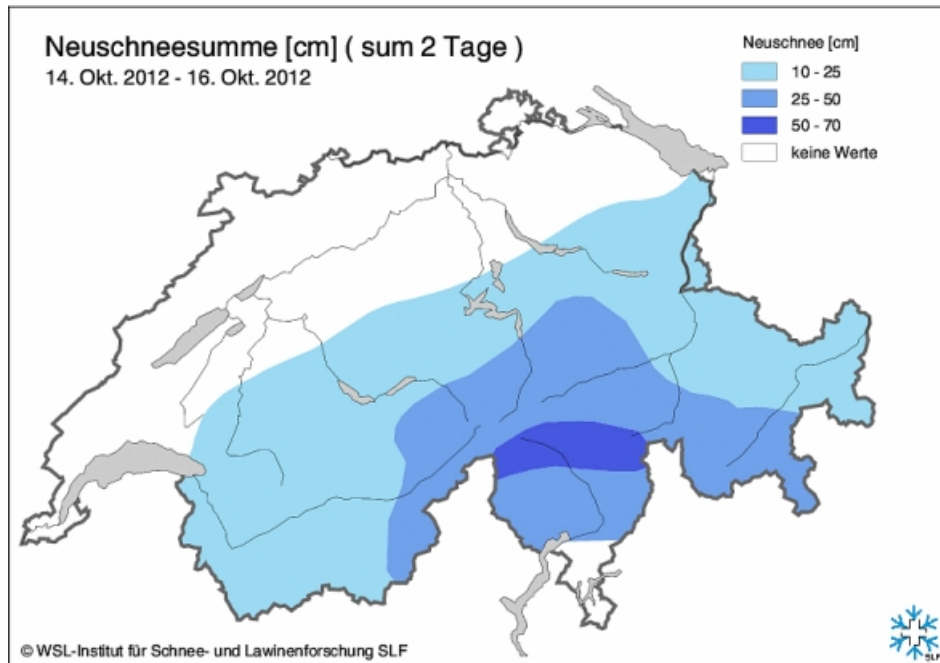 Neuschneesumme [cm] ( sum 2 Tage )
14. Okt. 2012 - 16. Okt. 2012
Neuschnee [cm]
10 - 25
25 - 50
50 - 70
keine Werte
© WSL-Institut für Schnee- und Lawinenforschung SLF
SLF